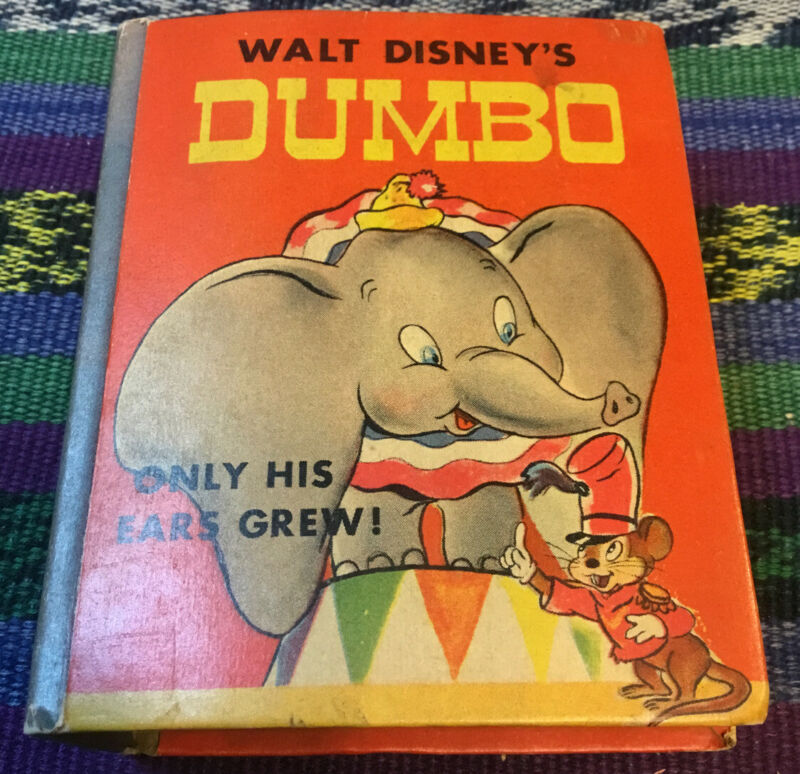 WALT DISNEY'S
DUMBO
ONLY HIS
EARS GREW!